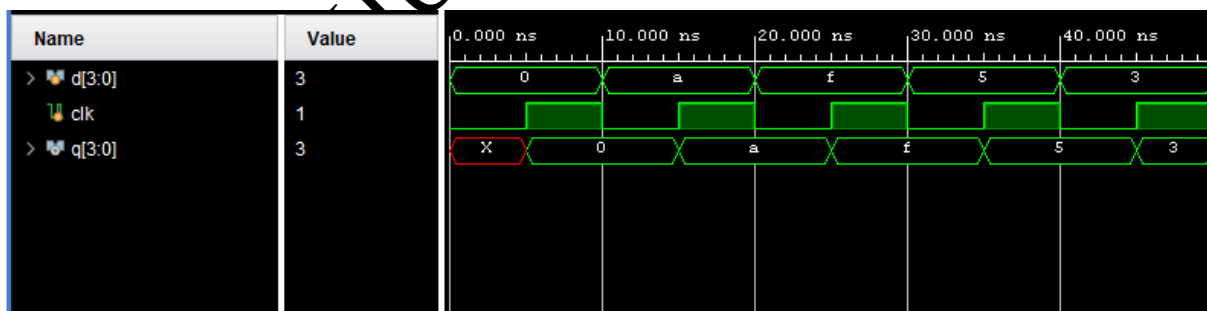 Name Value 0.000 ns 10.000 ns 20.000 ns 30.000 ns 40.000 ns
d[3:0] 3 0 a f 5 3
clk 1
q[3:0] 3 X 0 a f 5 3